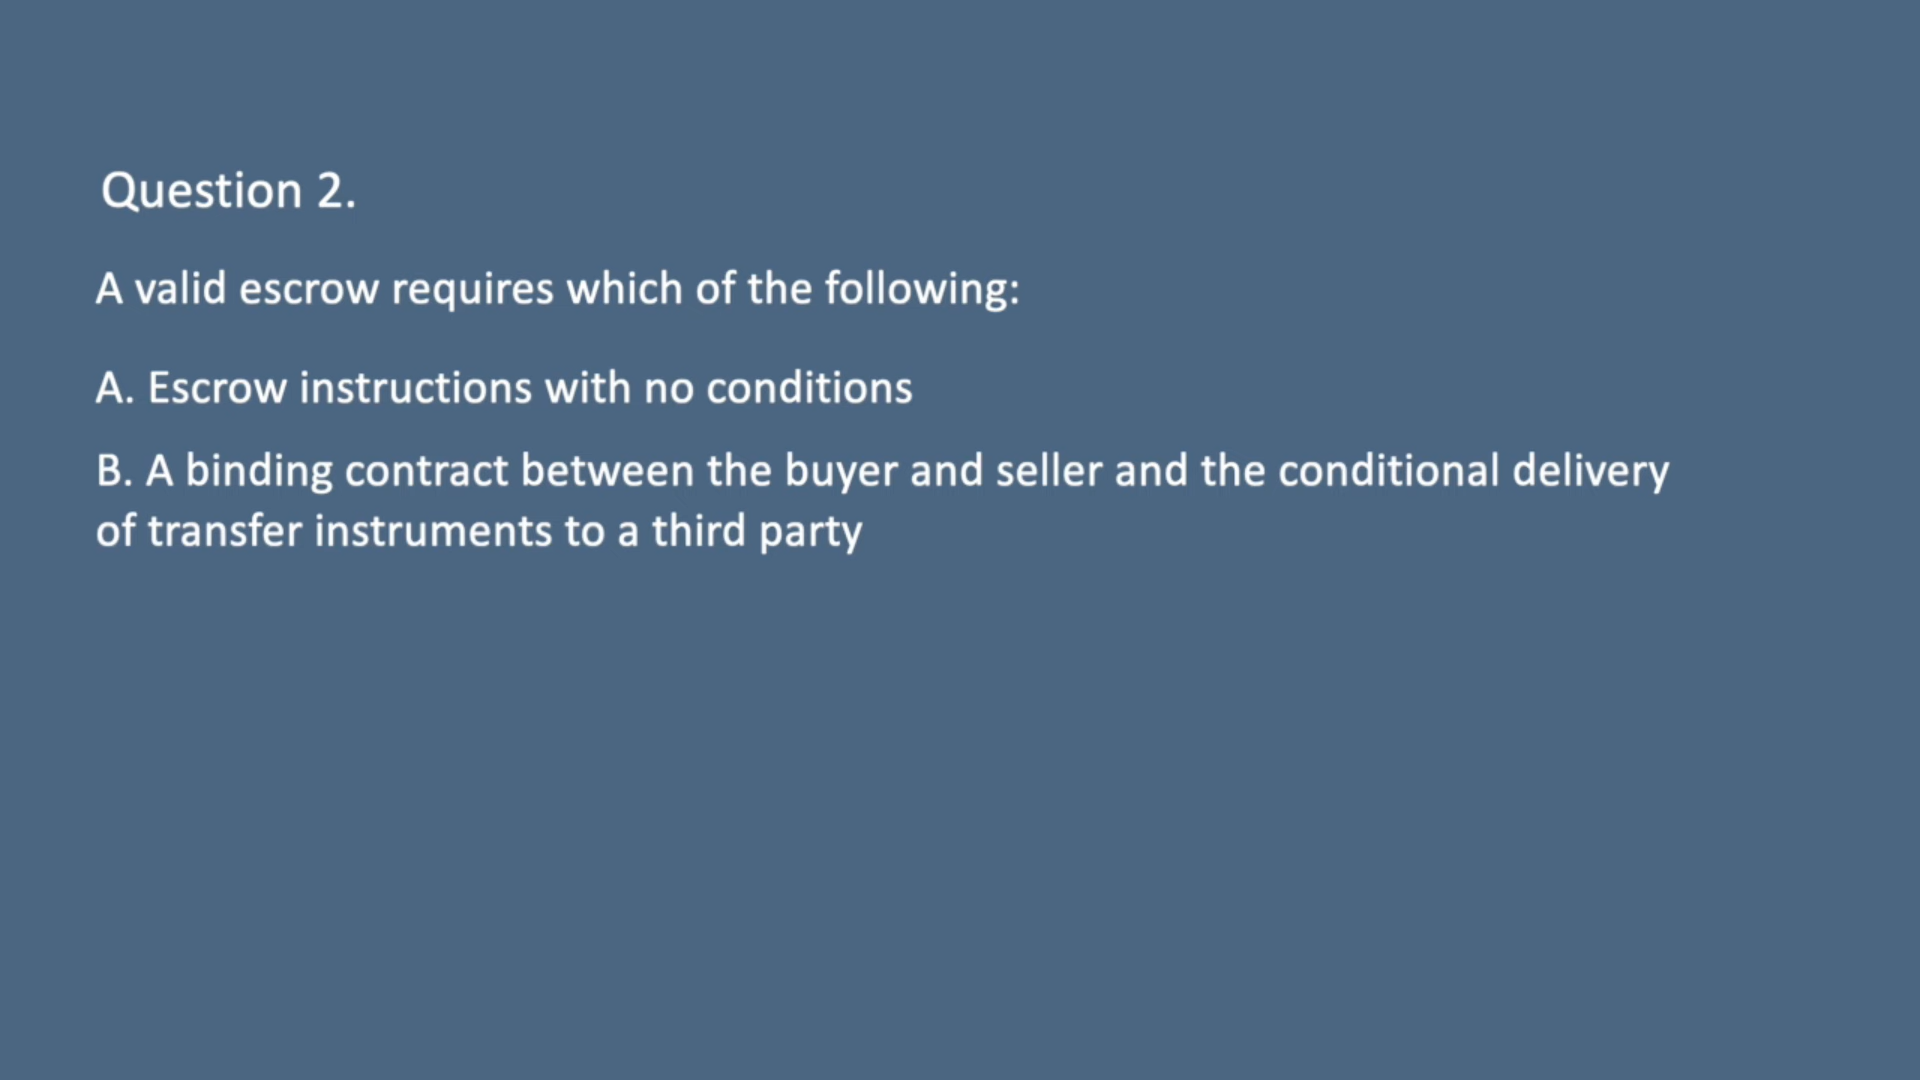 Question 2.
A valid escrow requires which of the following:
A. Escrow instructions with no conditions
B. A binding contract between the buyer and seller and the conditional delivery
of transfer instruments to a third party